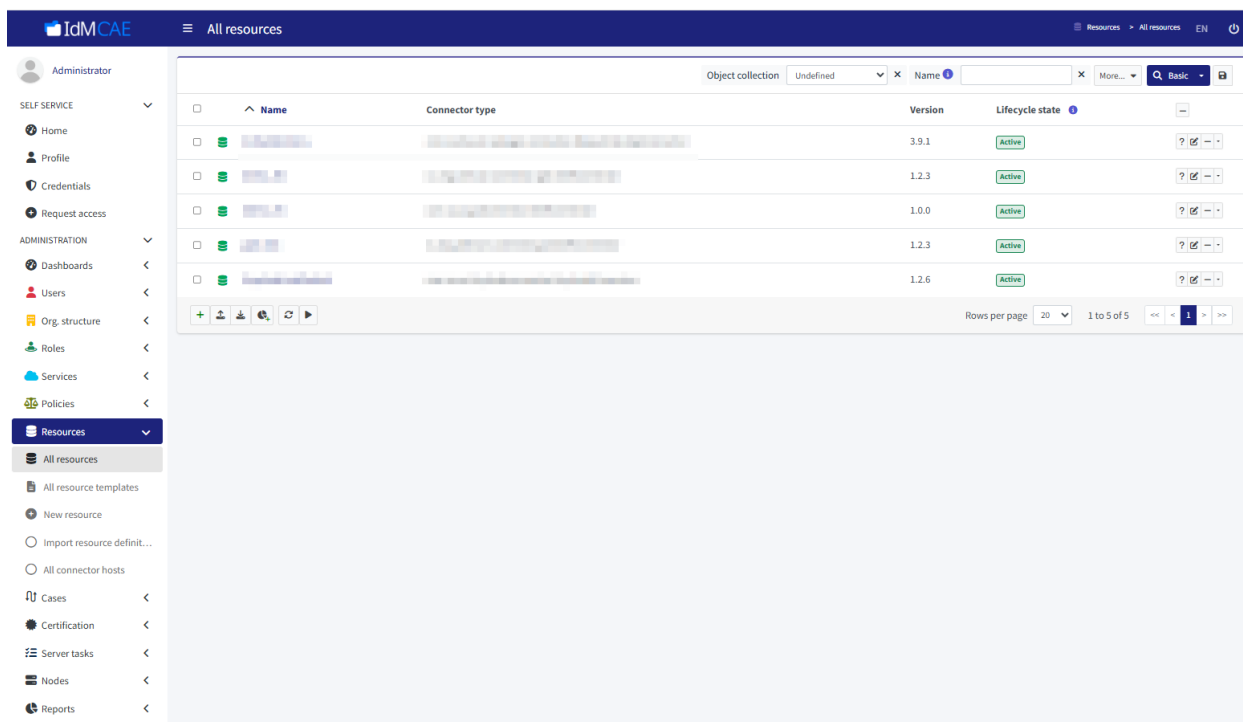 IdMCAE
All resources
Resources > All resources EN
Administrator
Object collection Undefined Name More... Basic
SELF SERVICE
Home
Profile
Credentials
Request access
ADMINISTRATION
Dashboards
Users
Org. structure
Roles
Services
Policies
Resources
All resources
All resource templates
New resource
Import resource definit...
All connector hosts
Cases
Certification
Server tasks
Nodes
Reports
Name Connector type Version Lifecycle state
3.9.1 Active
1.2.3 Active
1.0.0 Active
1.2.3 Active
1.2.6 Active
Rows per page 20 1 to 5 of 5 << < 1 > >>